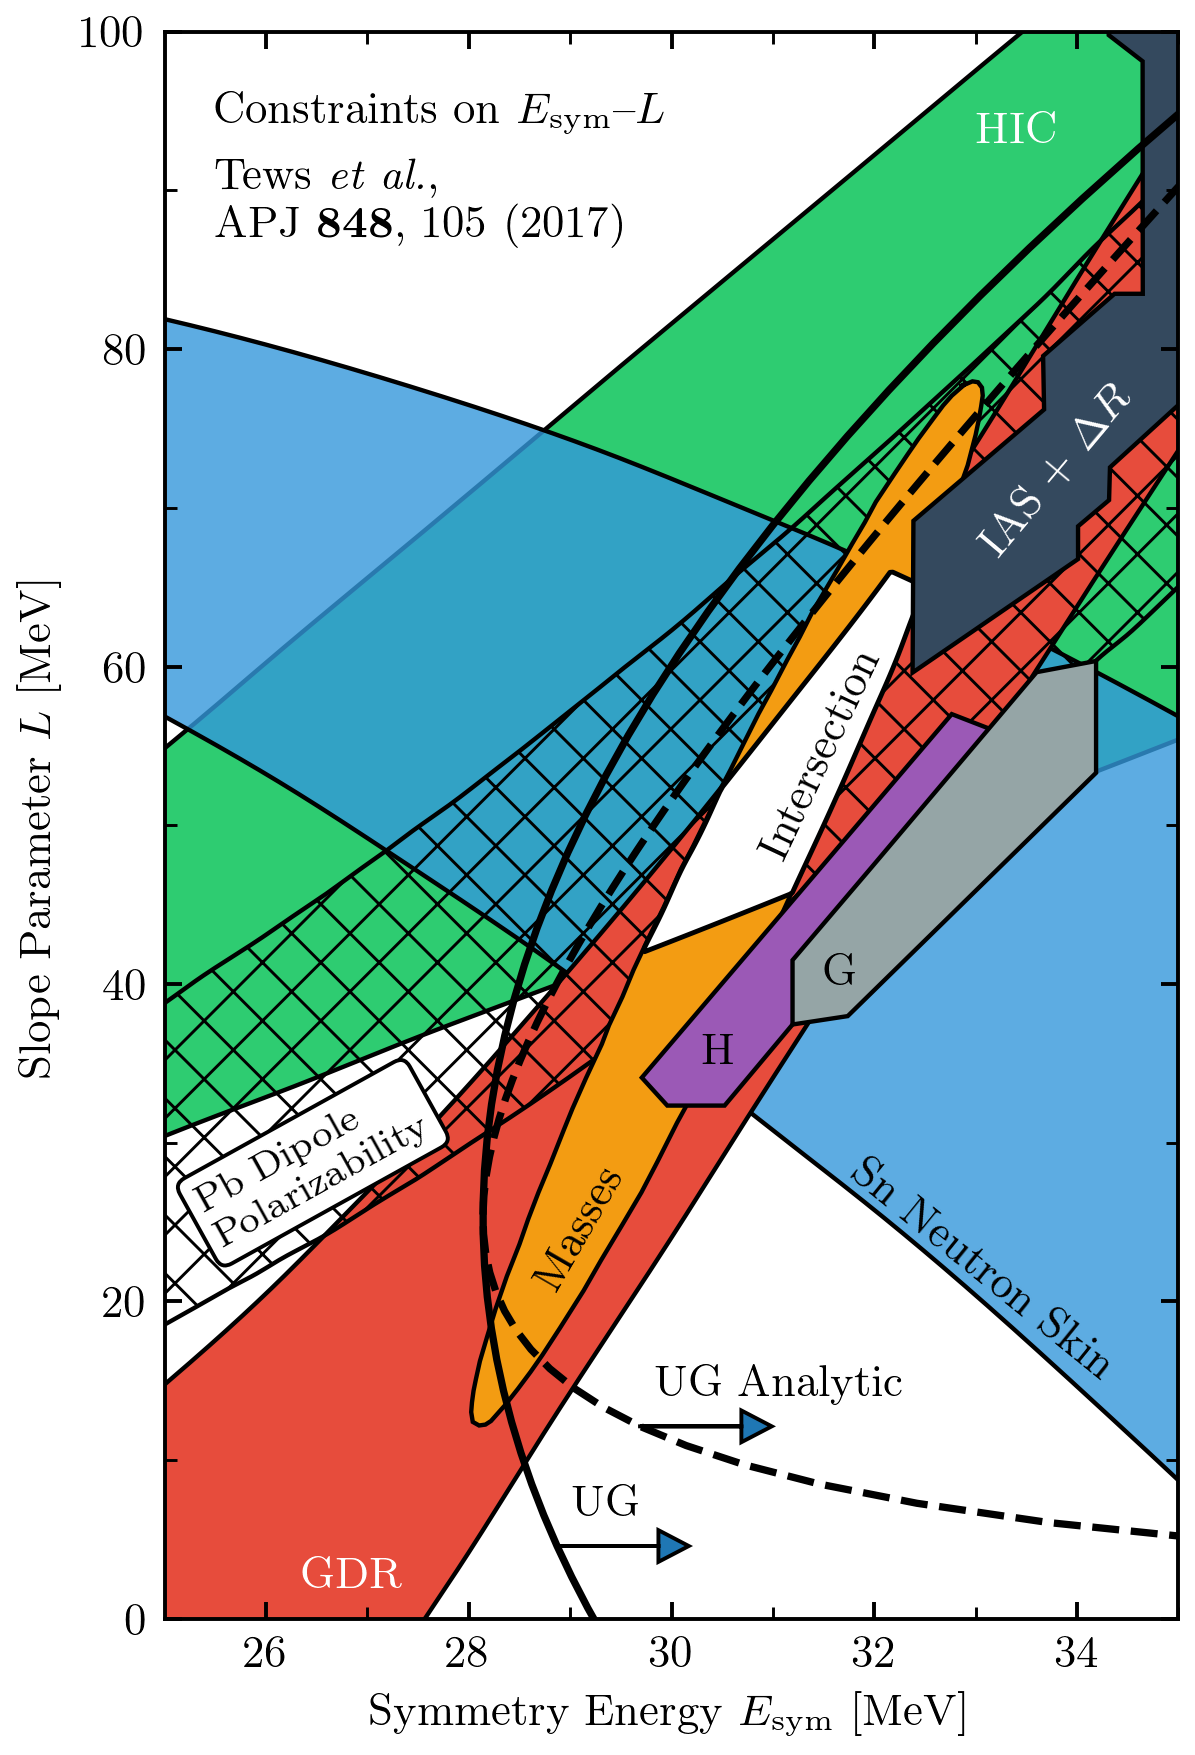 100
80
60
40
20
0
Slope Parameter L [MeV]
Constraints on E_sym–L
Tews et al.,
APJ 848, 105 (2017)
HIC
IAS + ΔR
Intersection
G
H
Pb Dipole
Polarizability
Masses
Sn Neutron Skin
UG Analytic
UG
GDR
26 28 30 32 34
Symmetry Energy E_sym [MeV]